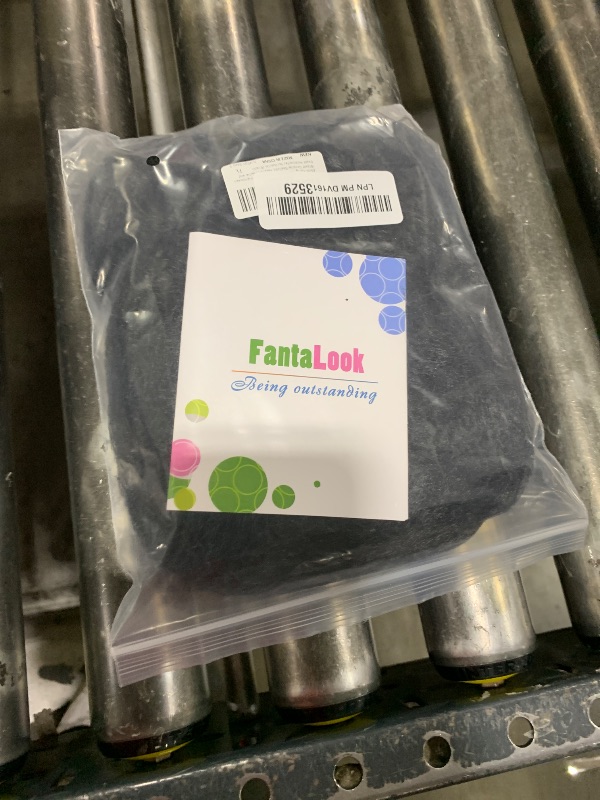 LPN PM DV1613529
FantaLook
Being outstanding